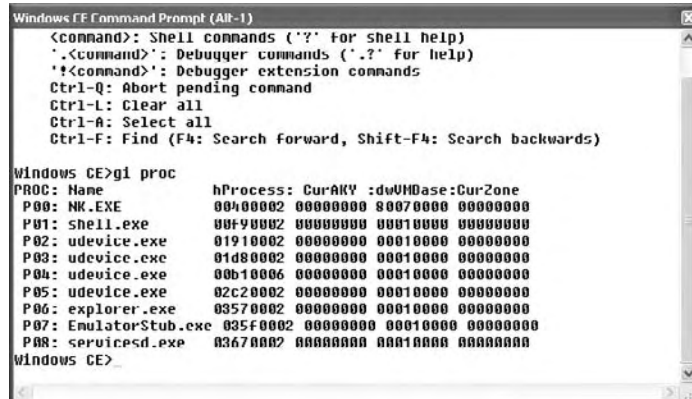 Windows CE Command Prompt (Alt-1)
<command>: Shell commands ('?' for shell help)
'.<command>': Debugger commands ('.?' for help)
'!<command>': Debugger extension commands
Ctrl-Q: Abort pending command
Ctrl-L: Clear all
Ctrl-A: Select all
Ctrl-F: Find (F4: Search forward, Shift-F4: Search backwards)
Windows CE>gi proc
PROC: Name hProcess: CurAKY :dwVMBase:CurZone
P00: NK.EXE 00400002 00000000 80070000 00000000
P01: shell.exe 00f90002 00000000 00010000 00000000
P02: udevice.exe 01910002 00000000 00010000 00000000
P03: udevice.exe 01d80002 00000000 00010000 00000000
P04: udevice.exe 00b10006 00000000 00010000 00000000
P05: udevice.exe 02c20002 00000000 00010000 00000000
P06: explorer.exe 03570002 00000000 00010000 00000000
P07: EmulatorStub.exe 035f0002 00000000 00010000 00000000
P08: servicesd.exe 03670002 00000000 00010000 00000000
Windows CE>_